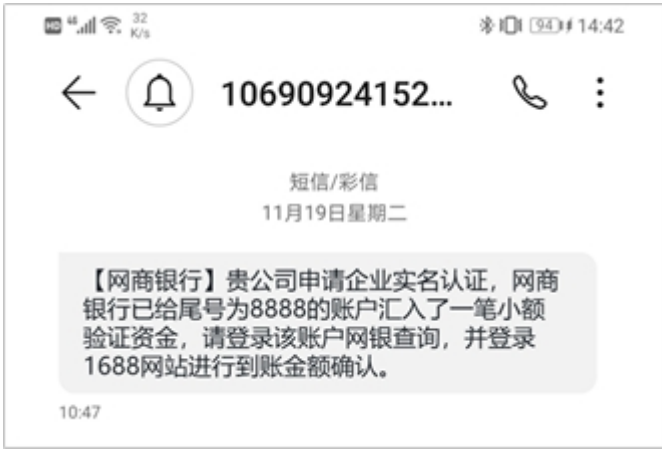 HD 4G 32 K/s 94 14:42
10690924152...
短信/彩信
11月19日星期二
【网商银行】贵公司申请企业实名认证，网商
银行已给尾号为8888的账户汇入了一笔小额
验证资金，请登录该账户网银查询，并登录
1688网站进行到账金额确认。
10:47